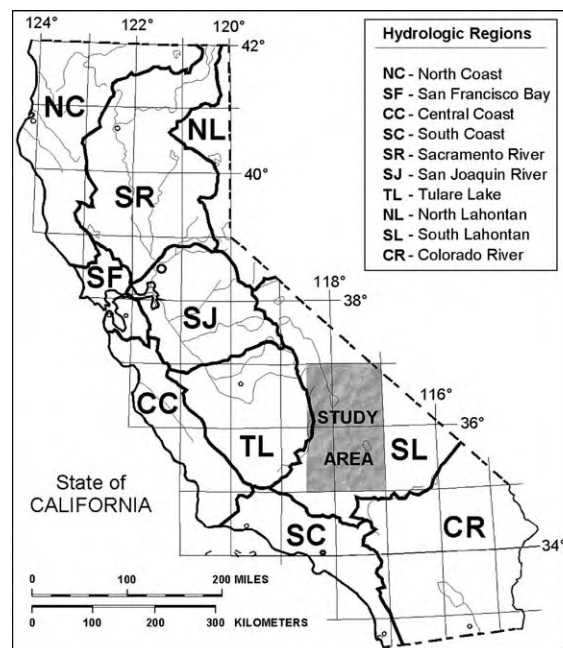 124°
122°
120°
42°
Hydrologic Regions
NC - North Coast
SF - San Francisco Bay
CC - Central Coast
SC - South Coast
SR - Sacramento River
SJ - San Joaquin River
TL - Tulare Lake
NL - North Lahontan
SL - South Lahontan
CR - Colorado River
NC
NL
40°
SR
SF
118°
38°
SJ
CC
STUDY
AREA
116°
36°
TL
SL
State of
CALIFORNIA
SC
CR
34°
0 100 200 MILES
0 100 200 300 KILOMETERS